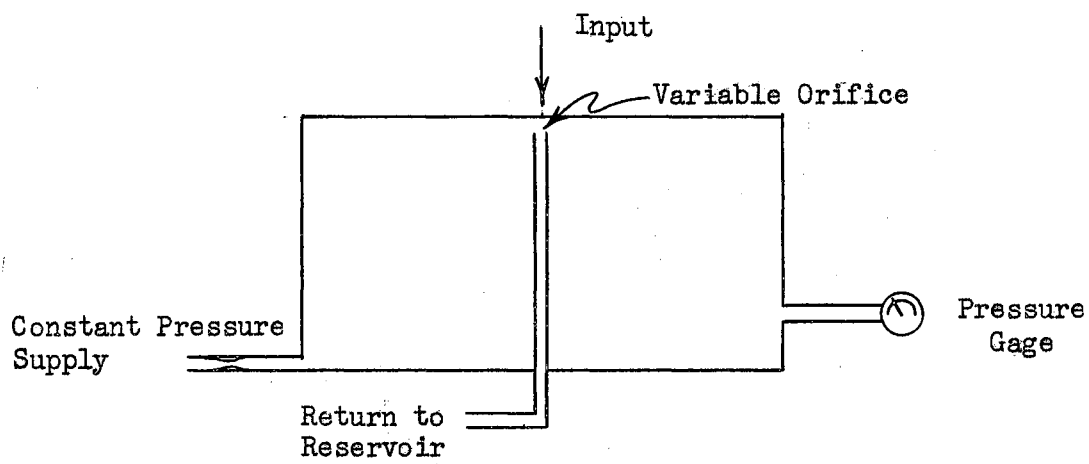 Input
Variable Orifice
Constant Pressure
Supply
Pressure
Gage
Return to
Reservoir